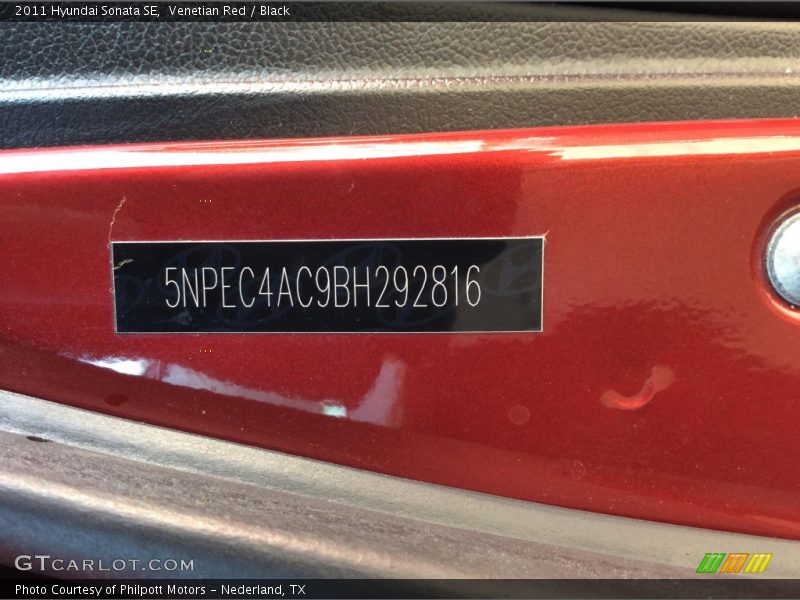 2011 Hyundai Sonata SE, Venetian Red / Black
5NPEC4AC9BH292816
GTCARLOT.COM
Photo Courtesy of Philpott Motors - Nederland, TX